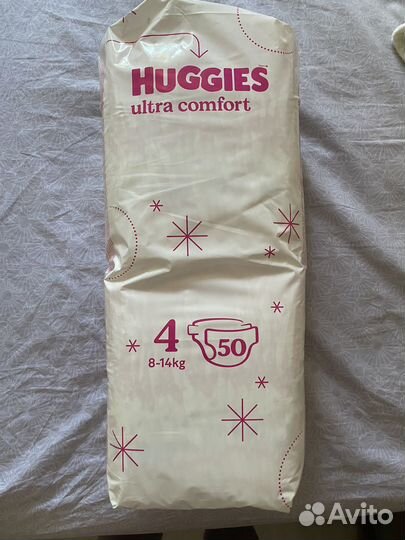 HUGGIES
ultra comfort
4
50
8-14kg
Avito